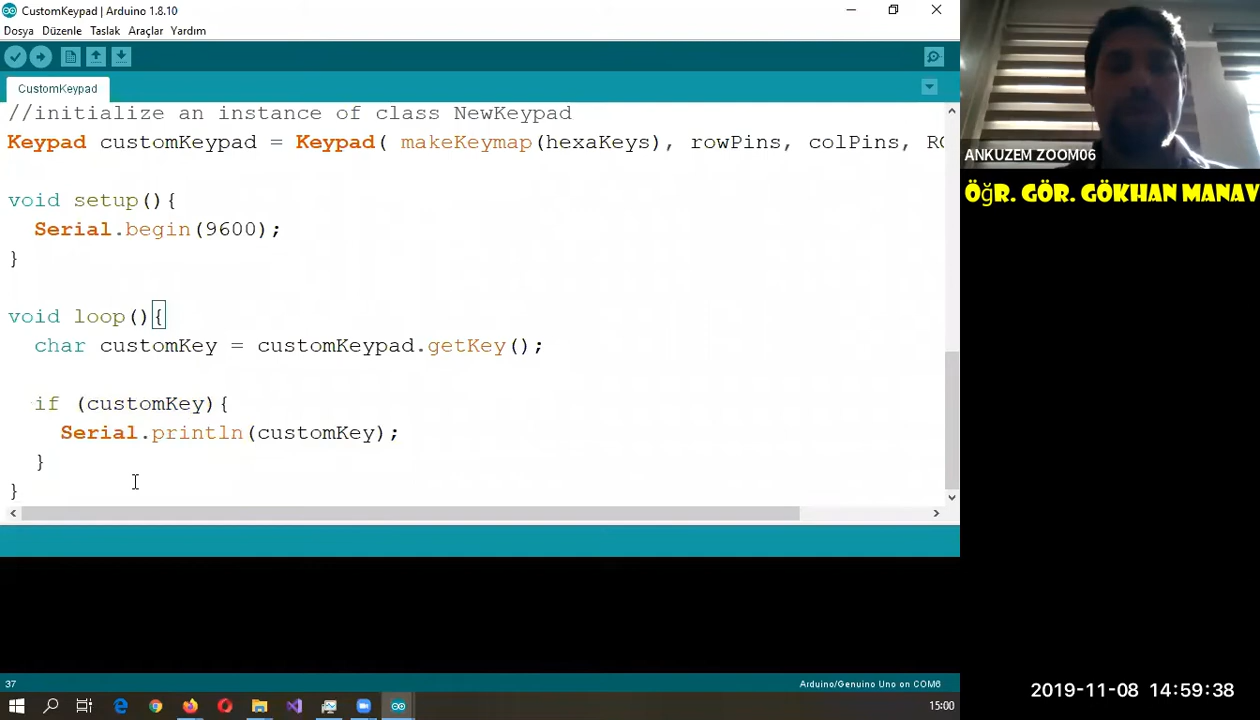 CustomKeypad | Arduino 1.8.10
Dosya Düzenle Taslak Araçlar Yardım
CustomKeypad
//initialize an instance of class NewKeypad
Keypad customKeypad = Keypad( makeKeymap(hexaKeys), rowPins, colPins, RO
void setup(){
Serial.begin(9600);
}
void loop(){
char customKey = customKeypad.getKey();
if (customKey){
Serial.println(customKey);
}
}
37
Arduino/Genuino Uno on COM6
15:00
ANKUZEM ZOOM06
ÖĞR. GÖR. GÖKHAN MANAV
2019-11-08 14:59:38